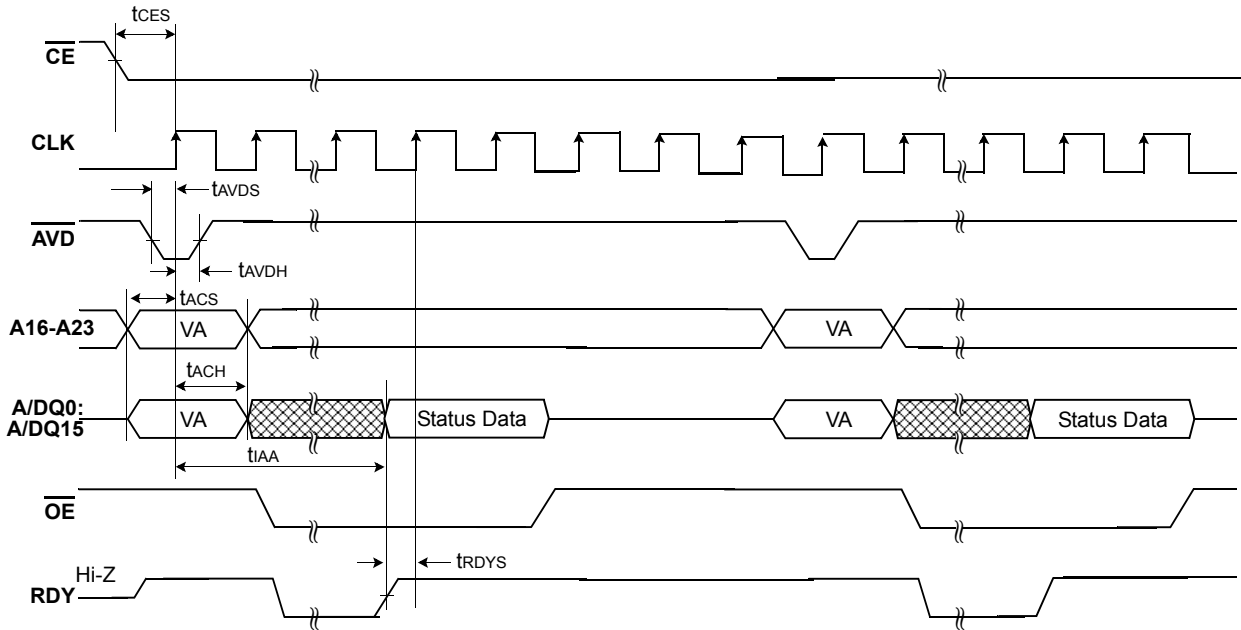 tCES
CE
CLK
tAVDS
AVD
tAVDH
tACS
A16-A23
VA
VA
tACH
A/DQ0:
A/DQ15
VA
Status Data
VA
Status Data
tIAA
OE
tRDYS
Hi-Z
RDY